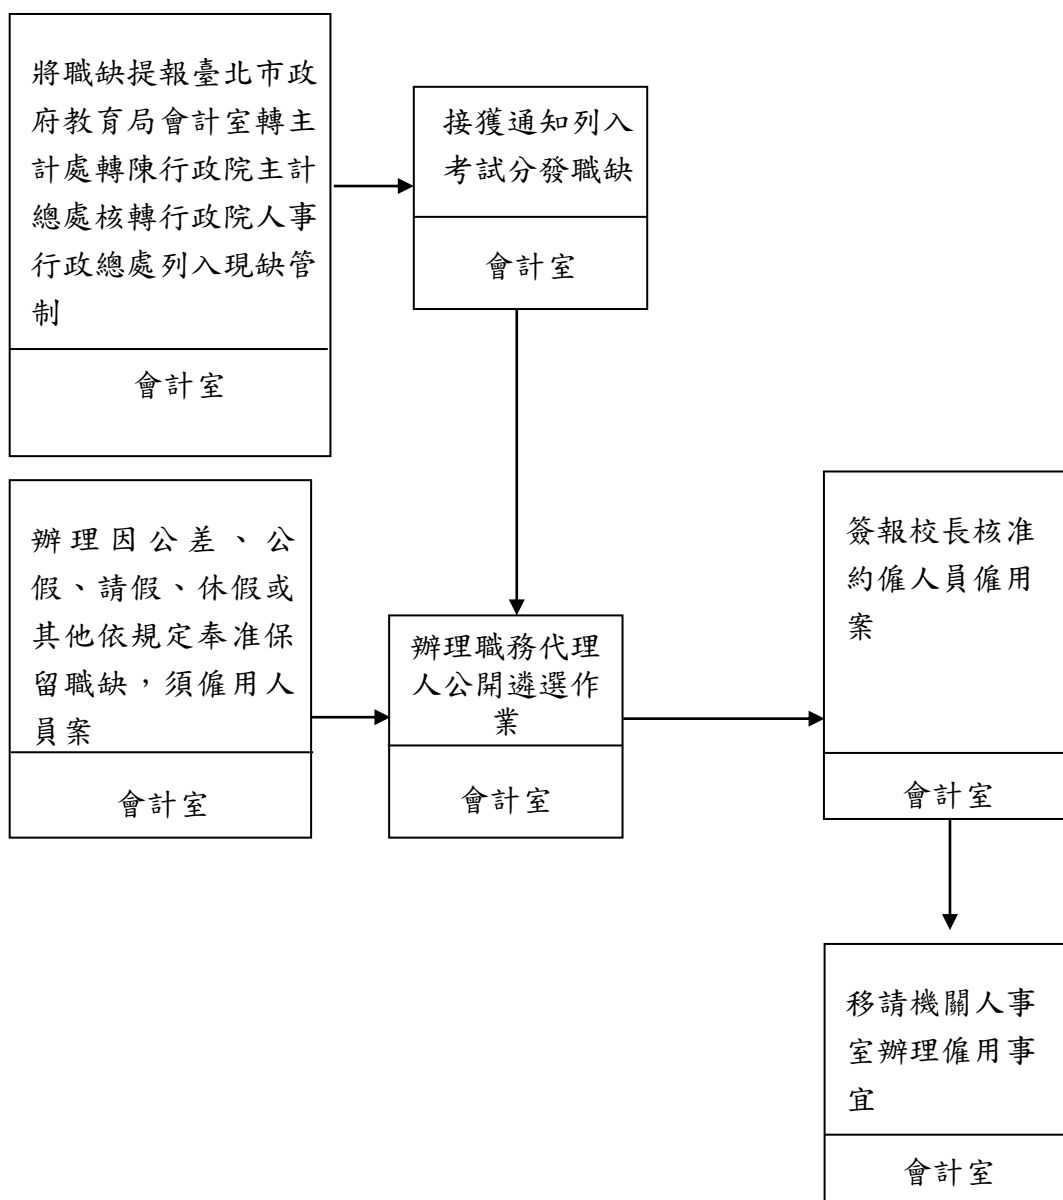 將職缺提報臺北市政
府教育局會計室轉主
計處轉陳行政院主計
總處核轉行政院人事
行政總處列入現缺管
制
會計室
接獲通知列入
考試分發職缺
會計室
辦理因公差、公
假、請假、休假或
其他依規定奉准保
留職缺，須僱用人
員案
會計室
辦理職務代理
人公開遴選作
業
會計室
簽報校長核准
約僱人員僱用
案
會計室
移請機關人事
室辦理僱用事
宜
會計室